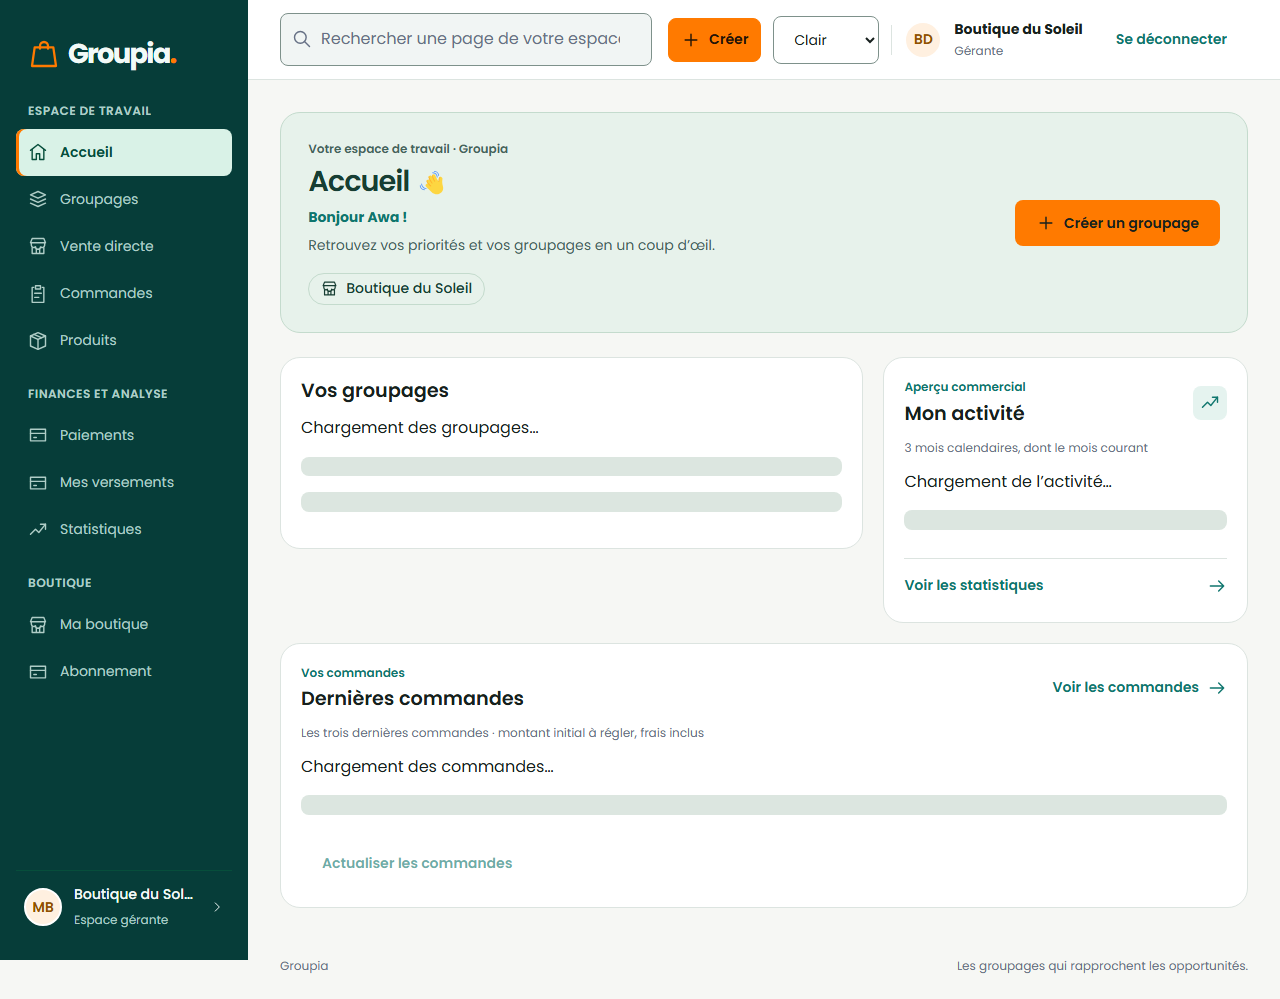 Groupia.
Rechercher une page de votre espac
Créer
Clair
BD
Boutique du Soleil
Gérante
Se déconnecter
ESPACE DE TRAVAIL
Accueil
Groupages
Vente directe
Commandes
Produits
FINANCES ET ANALYSE
Paiements
Mes versements
Statistiques
BOUTIQUE
Ma boutique
Abonnement
MB
Boutique du Sol...
Espace gérante
Votre espace de travail · Groupia
Accueil 👋
Bonjour Awa !
Retrouvez vos priorités et vos groupages en un coup d’œil.
Boutique du Soleil
Créer un groupage
Vos groupages
Chargement des groupages…
Aperçu commercial
Mon activité
3 mois calendaires, dont le mois courant
Chargement de l’activité…
Voir les statistiques
Vos commandes
Dernières commandes
Voir les commandes
Les trois dernières commandes · montant initial à régler, frais inclus
Chargement des commandes…
Actualiser les commandes
Groupia
Les groupages qui rapprochent les opportunités.